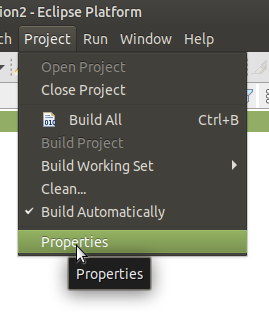 ion2 - Eclipse Platform
ch Project Run Window Help
Open Project
Close Project
Build All Ctrl+B
Build Project
Build Working Set
Clean...
Build Automatically
Properties
Properties